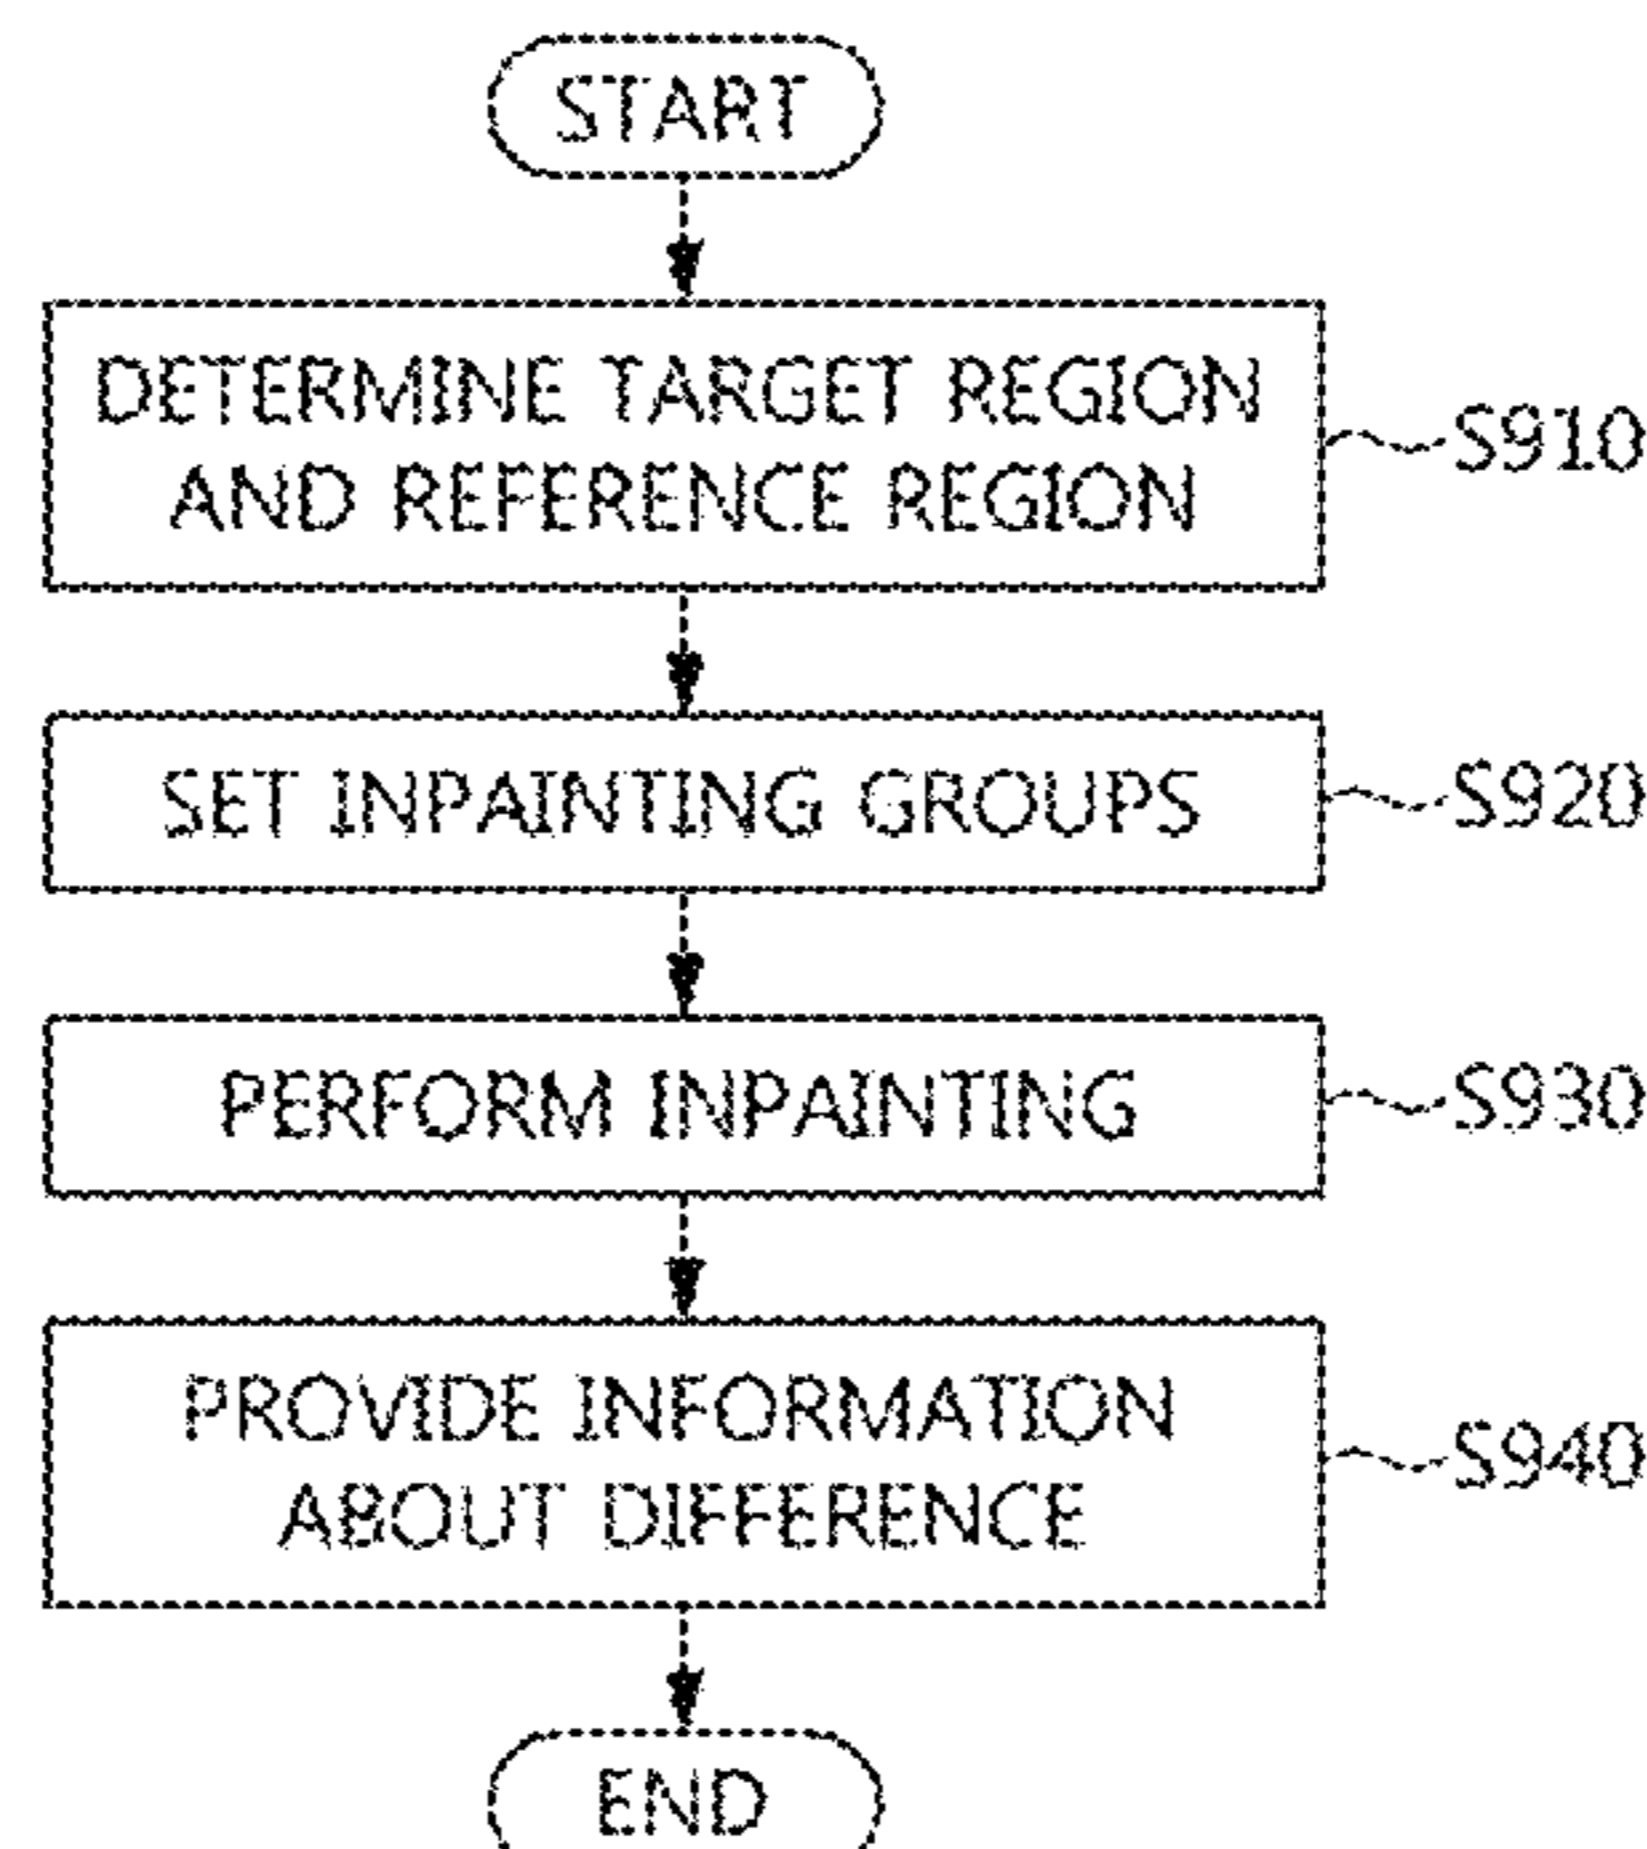 START
DETERMINE TARGET REGION
AND REFERENCE REGION
S910
SET INPAINTING GROUPS
S920
PERFORM INPAINTING
S930
PROVIDE INFORMATION
ABOUT DIFFERENCE
S940
END